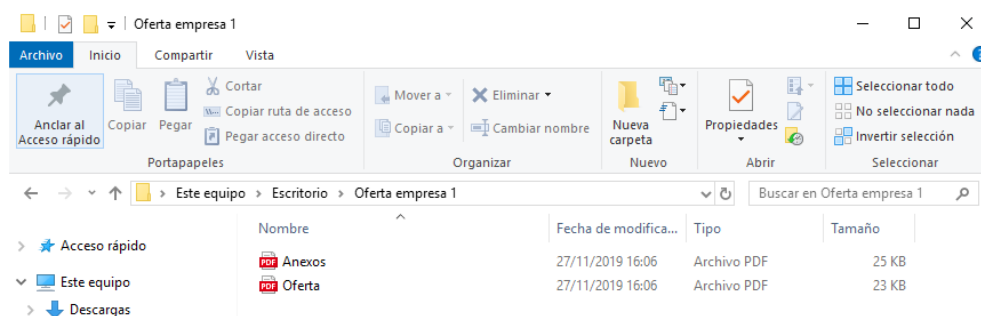 Oferta empresa 1
Archivo Inicio Compartir Vista
Anclar al
Acceso rápido
Copiar
Pegar
Cortar
Copiar ruta de acceso
Pegar acceso directo
Portapapeles
Mover a
Copiar a
Eliminar
Cambiar nombre
Organizar
Nueva
carpeta
Nuevo
Propiedades
Abrir
Seleccionar todo
No seleccionar nada
Invertir selección
Seleccionar
Este equipo > Escritorio > Oferta empresa 1
Buscar en Oferta empresa 1
Acceso rápido
Este equipo
Descargas
Nombre Fecha de modifica... Tipo Tamaño
PDF Anexos 27/11/2019 16:06 Archivo PDF 25 KB
PDF Oferta 27/11/2019 16:06 Archivo PDF 23 KB